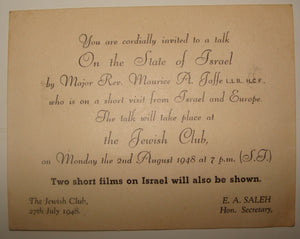 You are cordially invited to a talk
On the State of Israel
by Major Rev. Maurice A. Joffe L.L.B., H.C.F.,
who is on a short visit from Israel and Europe.
The talk will take place at
the Jewish Club,
on Monday the 2nd August 1948 at 7 p.m. (S.T)
Two short films on Israel will also be shown.
The Jewish Club,
27th July 1948.
E. A. SALEH
Hon. Secretary,